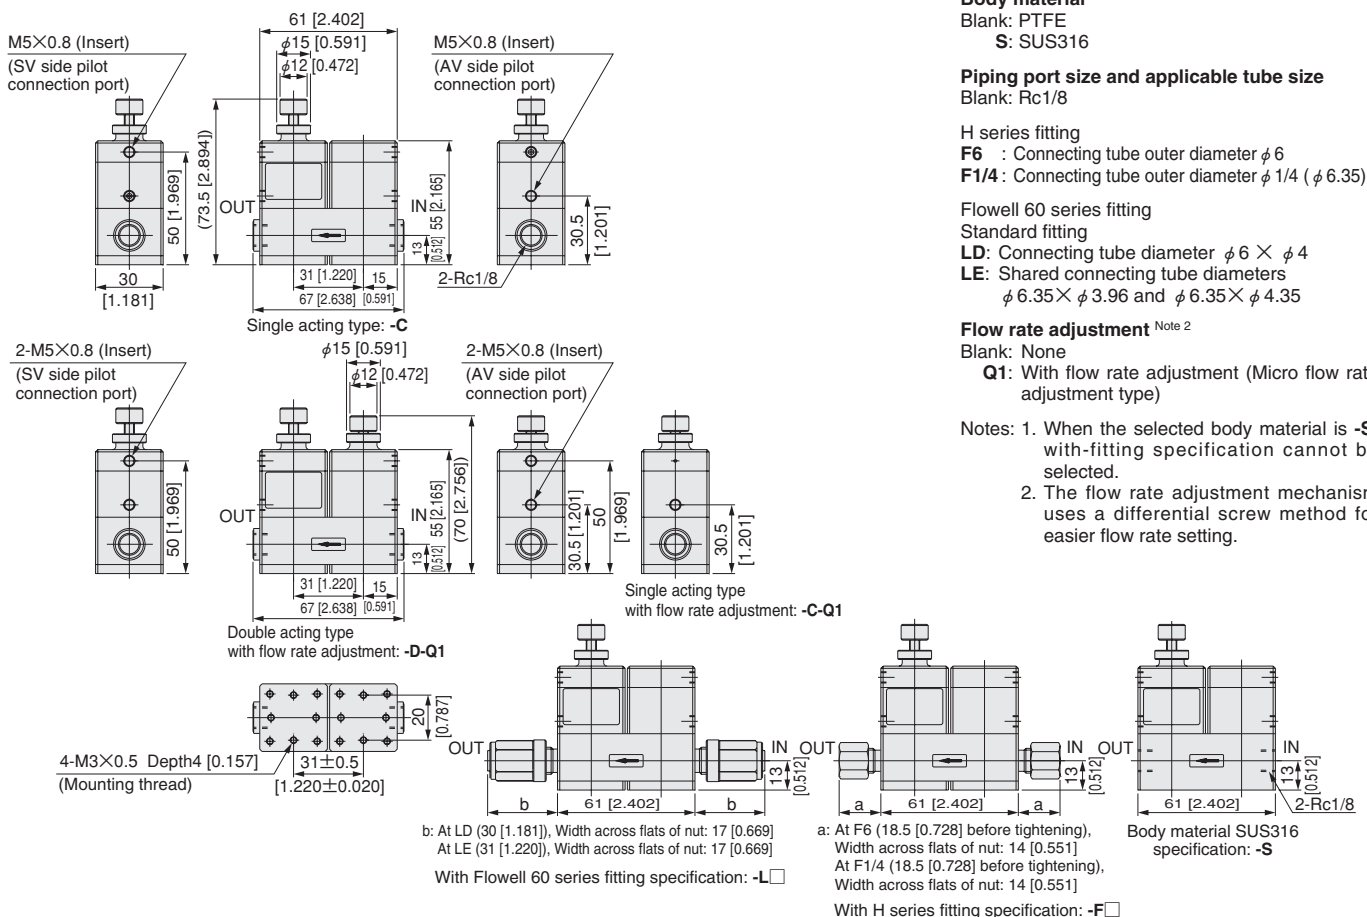 61 [2.402]
φ15 [0.591]
φ12 [0.472]
M5×0.8 (Insert)
(SV side pilot
connection port)
M5×0.8 (Insert)
(AV side pilot
connection port)
50 [1.969]
(73.5 [2.894])
OUT
IN
55 [2.165]
13
[0.512]
30.5
[1.201]
30
[1.181]
31 [1.220]
15
67 [2.638]
[0.591]
2-Rc1/8
Single acting type: -C
2-M5×0.8 (Insert)
(SV side pilot
connection port)
φ15 [0.591]
φ12 [0.472]
2-M5×0.8 (Insert)
(AV side pilot
connection port)
50 [1.969]
OUT
IN
55 [2.165]
(70 [2.756])
13
[0.512]
30.5 [1.201]
50
[1.969]
30.5
[1.201]
31 [1.220]
15
67 [2.638]
[0.591]
Double acting type
with flow rate adjustment: -D-Q1
Single acting type
with flow rate adjustment: -C-Q1
20
[0.787]
4-M3×0.5 Depth4 [0.157]
(Mounting thread)
31±0.5
[1.220±0.020]
OUT
IN
13
[0.512]
b
61 [2.402]
b
b: At LD (30 [1.181]), Width across flats of nut: 17 [0.669]
At LE (31 [1.220]), Width across flats of nut: 17 [0.669]
With Flowell 60 series fitting specification: -L□
OUT
IN
13
[0.512]
a
61 [2.402]
a
a: At F6 (18.5 [0.728] before tightening),
Width across flats of nut: 14 [0.551]
At F1/4 (18.5 [0.728] before tightening),
Width across flats of nut: 14 [0.551]
With H series fitting specification: -F□
OUT
IN
13
[0.512]
61 [2.402]
2-Rc1/8
Body material SUS316
specification: -S
Body material
Blank: PTFE
S: SUS316
Piping port size and applicable tube size
Blank: Rc1/8
H series fitting
F6 : Connecting tube outer diameter φ6
F1/4 : Connecting tube outer diameter φ1/4 (φ6.35)
Flowell 60 series fitting
Standard fitting
LD: Connecting tube diameter φ6 × φ4
LE: Shared connecting tube diameters
φ6.35×φ3.96 and φ6.35×φ4.35
Flow rate adjustment Note 2
Blank: None
Q1: With flow rate adjustment (Micro flow rat
adjustment type)
Notes: 1. When the selected body material is -S
with-fitting specification cannot b
selected.
2. The flow rate adjustment mechanism
uses a differential screw method fo
easier flow rate setting.